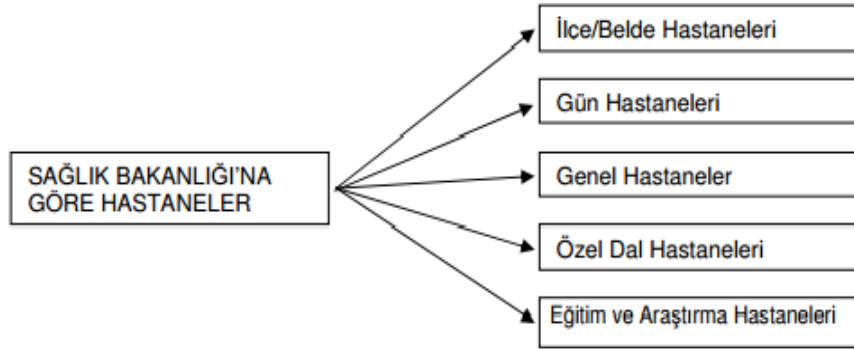 SAĞLIK BAKANLIĞI'NA
GÖRE HASTANELER
İlçe/Belde Hastaneleri
Gün Hastaneleri
Genel Hastaneler
Özel Dal Hastaneleri
Eğitim ve Araştırma Hastaneleri